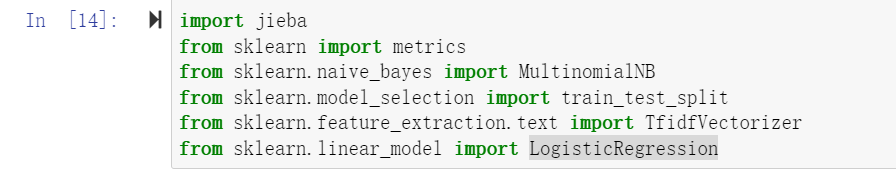 In [14]: import jieba
from sklearn import metrics
from sklearn.naive_bayes import MultinomialNB
from sklearn.model_selection import train_test_split
from sklearn.feature_extraction.text import TfidfVectorizer
from sklearn.linear_model import LogisticRegression